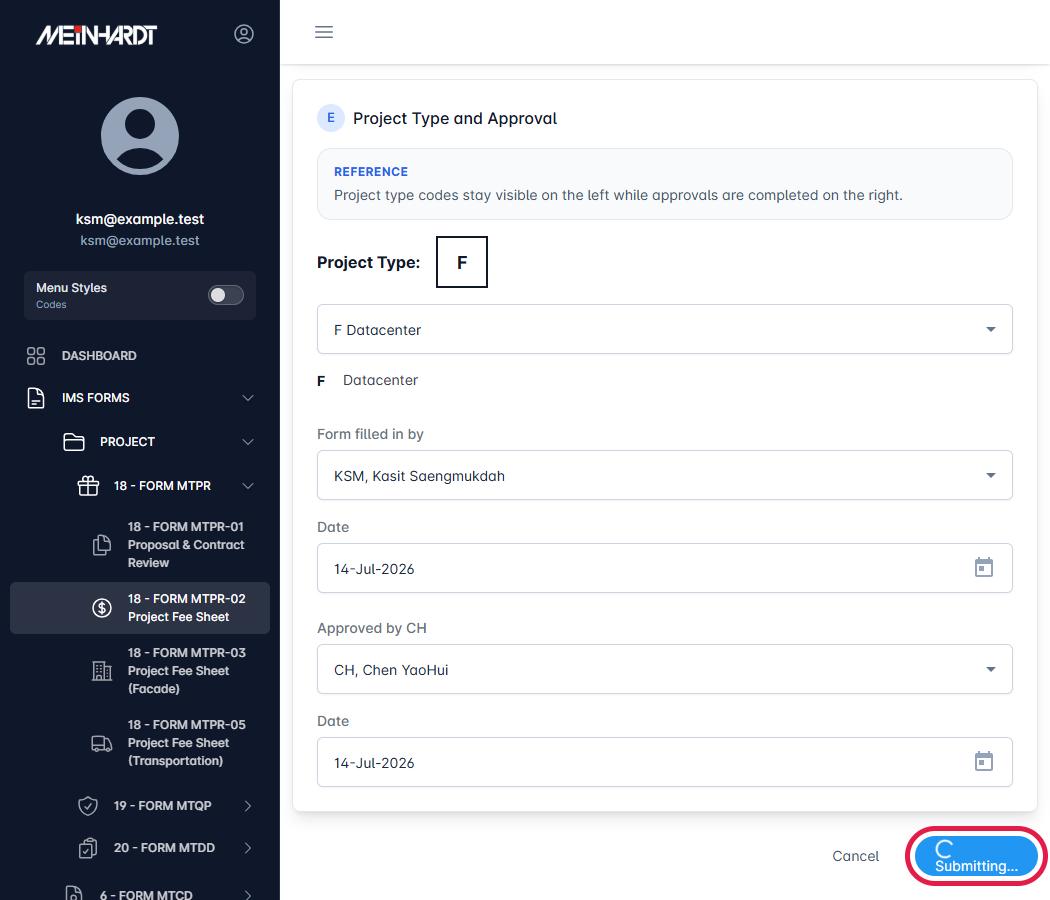 MEINHARDT
ksm@example.test
ksm@example.test
Menu Styles
Codes
DASHBOARD
IMS FORMS
PROJECT
18 - FORM MTPR
18 - FORM MTPR-01
Proposal & Contract
Review
18 - FORM MTPR-02
Project Fee Sheet
18 - FORM MTPR-03
Project Fee Sheet
(Facade)
18 - FORM MTPR-05
Project Fee Sheet
(Transportation)
19 - FORM MTQP
20 - FORM MTDD
6 - FORM MTCD
E Project Type and Approval
REFERENCE
Project type codes stay visible on the left while approvals are completed on the right.
Project Type: F
F Datacenter
F Datacenter
Form filled in by
KSM, Kasit Saengmukdah
Date
14-Jul-2026
Approved by CH
CH, Chen YaoHui
Date
14-Jul-2026
Cancel
Submitting...